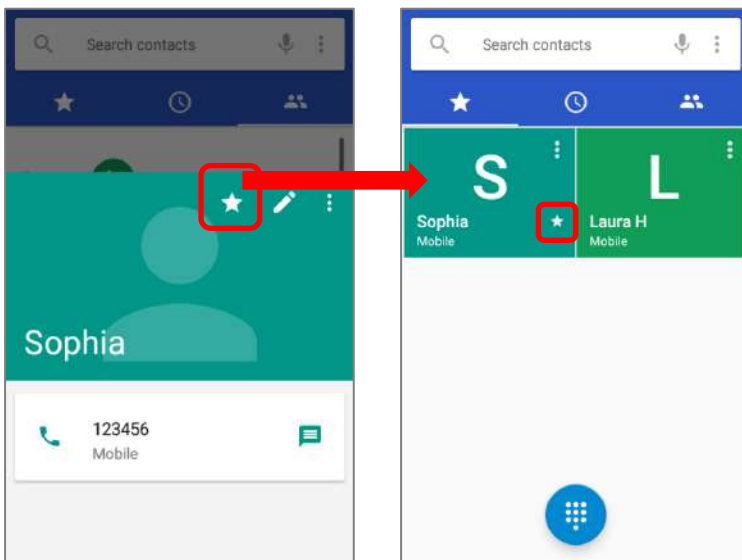 Search contacts
Sophia
123456
Mobile
Search contacts
S
Sophia
Mobile
L
Laura H
Mobile